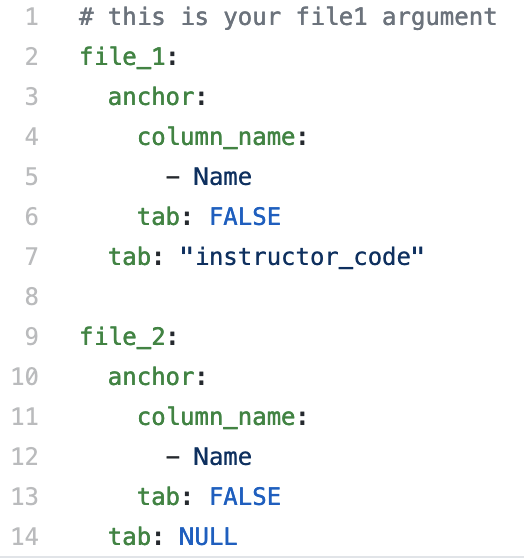 1 # this is your file1 argument
2 file_1:
3   anchor:
4     column_name:
5       - Name
6     tab: FALSE
7   tab: "instructor_code"
8
9 file_2:
10   anchor:
11     column_name:
12       - Name
13     tab: FALSE
14   tab: NULL